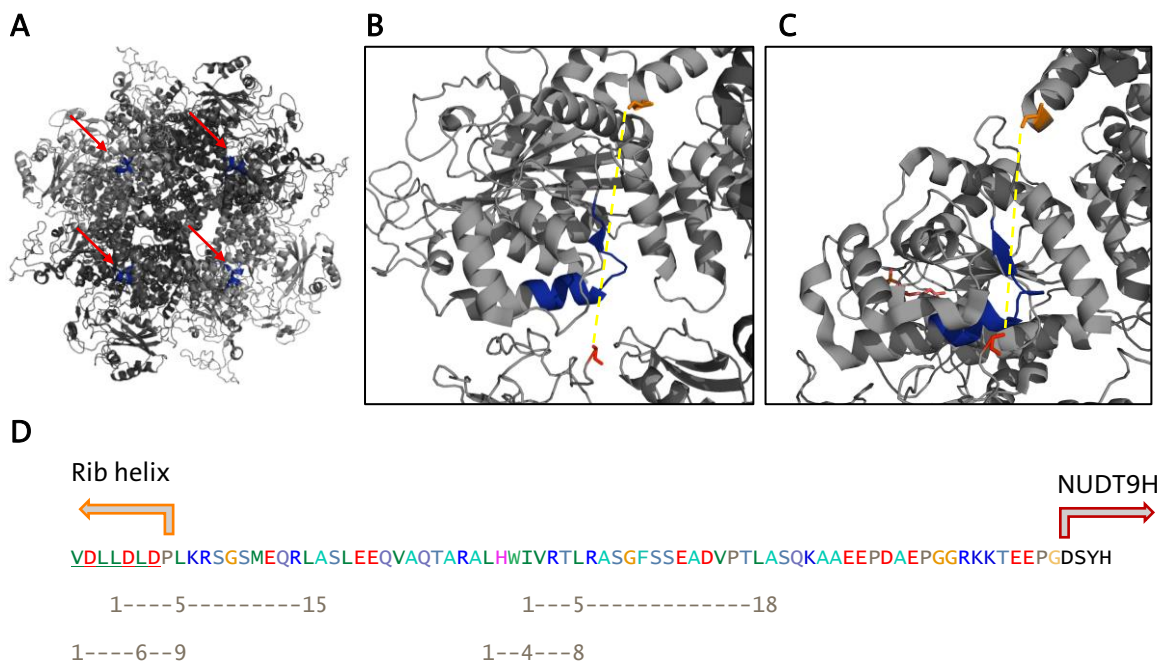 A
B
C
D
Rib helix
NUDT9H
VDLLDLDPLKRSGSMEQRLASLEEQVAQTARALHWIVRTLRASGFSSEADVPTLASQKAAEEPDAEPGGRKKTEEPGDSYH
1----5---------15 1---5-------------18
1----6--9 1--4---8